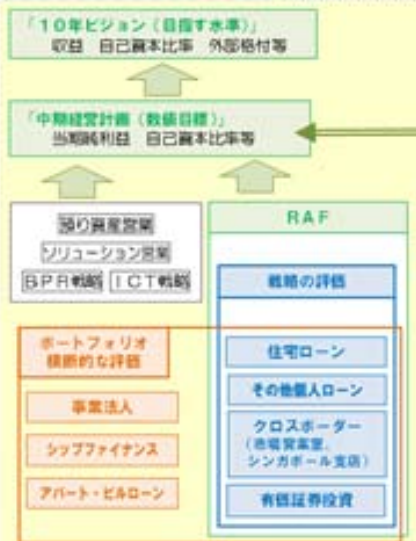 「10年ビジョン（目指す水準）」
収益　自己資本比率　外部格付等
「中期経営計画（数値目標）」
当期純利益　自己資本比率等
預り資産営業
ソリューション営業
BPR戦略　ICT戦略
RAF
戦略の評価
住宅ローン
その他個人ローン
クロスボーダー
（市場営業室、
シンガポール支店）
有価証券投資
ポートフォリオ
横断的な評価
事業法人
シップファイナンス
アパート・ビルローン